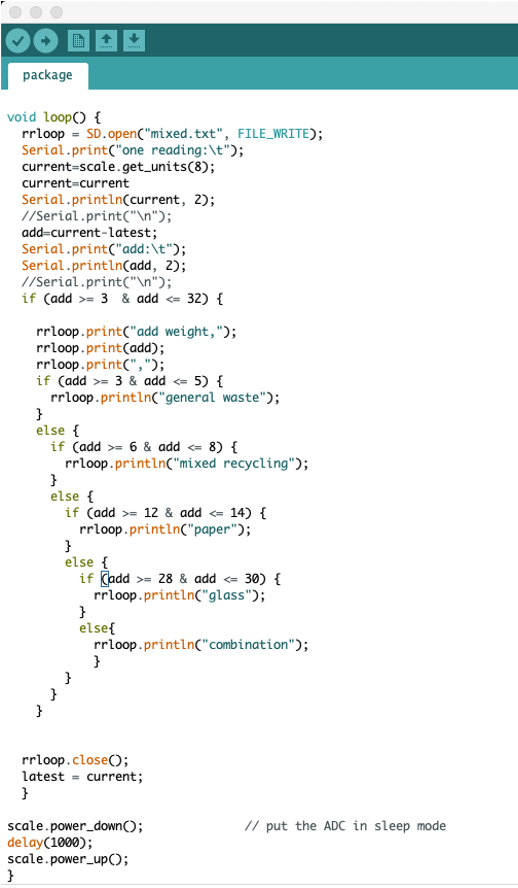 package
void loop() {
  rrloop = SD.open("mixed.txt", FILE_WRITE);
  Serial.print("one reading:\t");
  current=scale.get_units(8);
  current=current
  Serial.println(current, 2);
  //Serial.print("\n");
  add=current-latest;
  Serial.print("add:\t");
  Serial.println(add, 2);
  //Serial.print("\n");
  if (add >= 3  & add <= 32) {
    rrloop.print("add weight,");
    rrloop.print(add);
    rrloop.print(",");
    if (add >= 3 & add <= 5) {
      rrloop.println("general waste");
    }
    else {
      if (add >= 6 & add <= 8) {
        rrloop.println("mixed recycling");
      }
      else {
        if (add >= 12 & add <= 14) {
          rrloop.println("paper");
        }
        else {
          if (add >= 28 & add <= 30) {
            rrloop.println("glass");
          }
          else{
            rrloop.println("combination");
            }
        }
      }
    }
  rrloop.close();
  latest = current;
  }
scale.power_down();              // put the ADC in sleep mode
delay(1000);
scale.power_up();
}